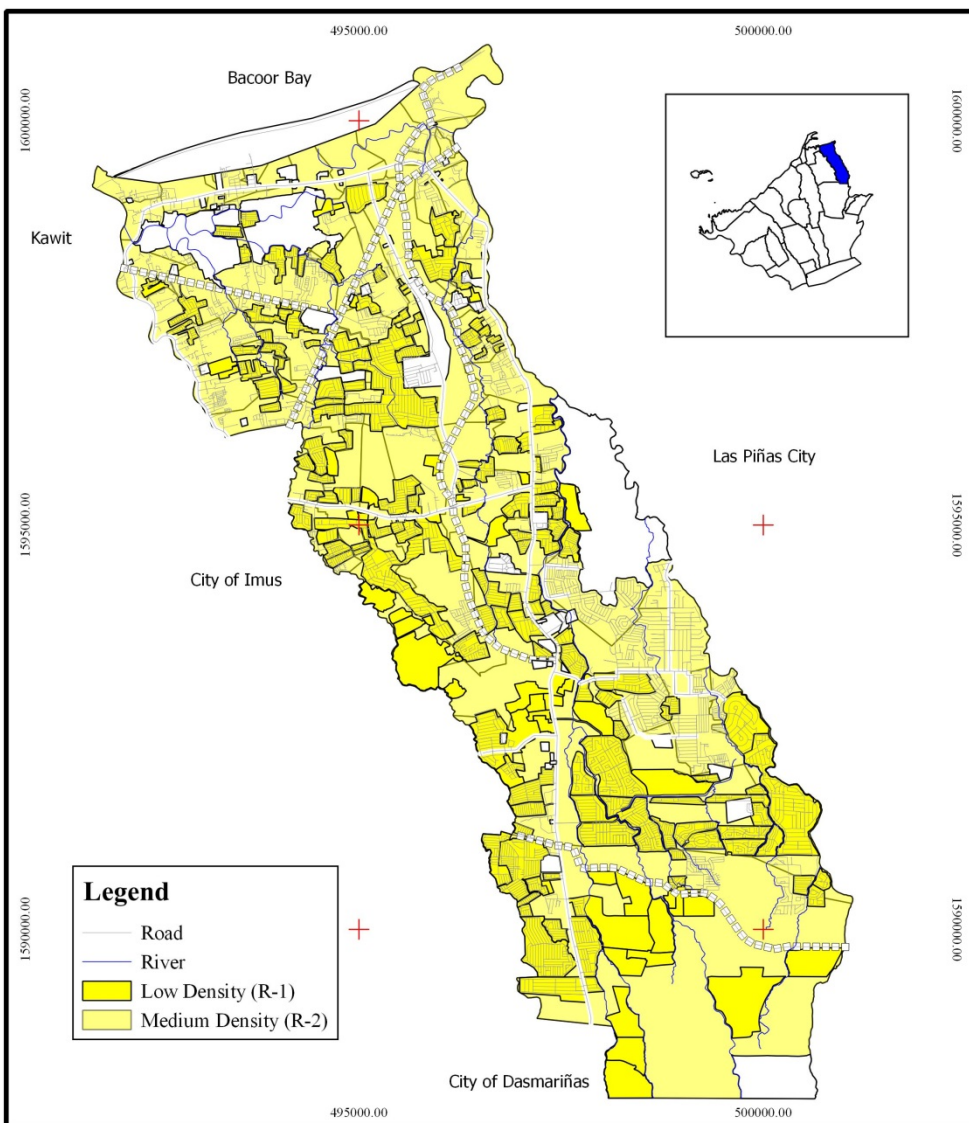 495000.00
500000.00
Bacoor Bay
1600000.00
1600000.00
Kawit
Las Piñas City
1595000.00
1595000.00
City of Imus
Legend
Road
River
Low Density (R-1)
Medium Density (R-2)
1590000.00
1590000.00
City of Dasmariñas
495000.00
500000.00